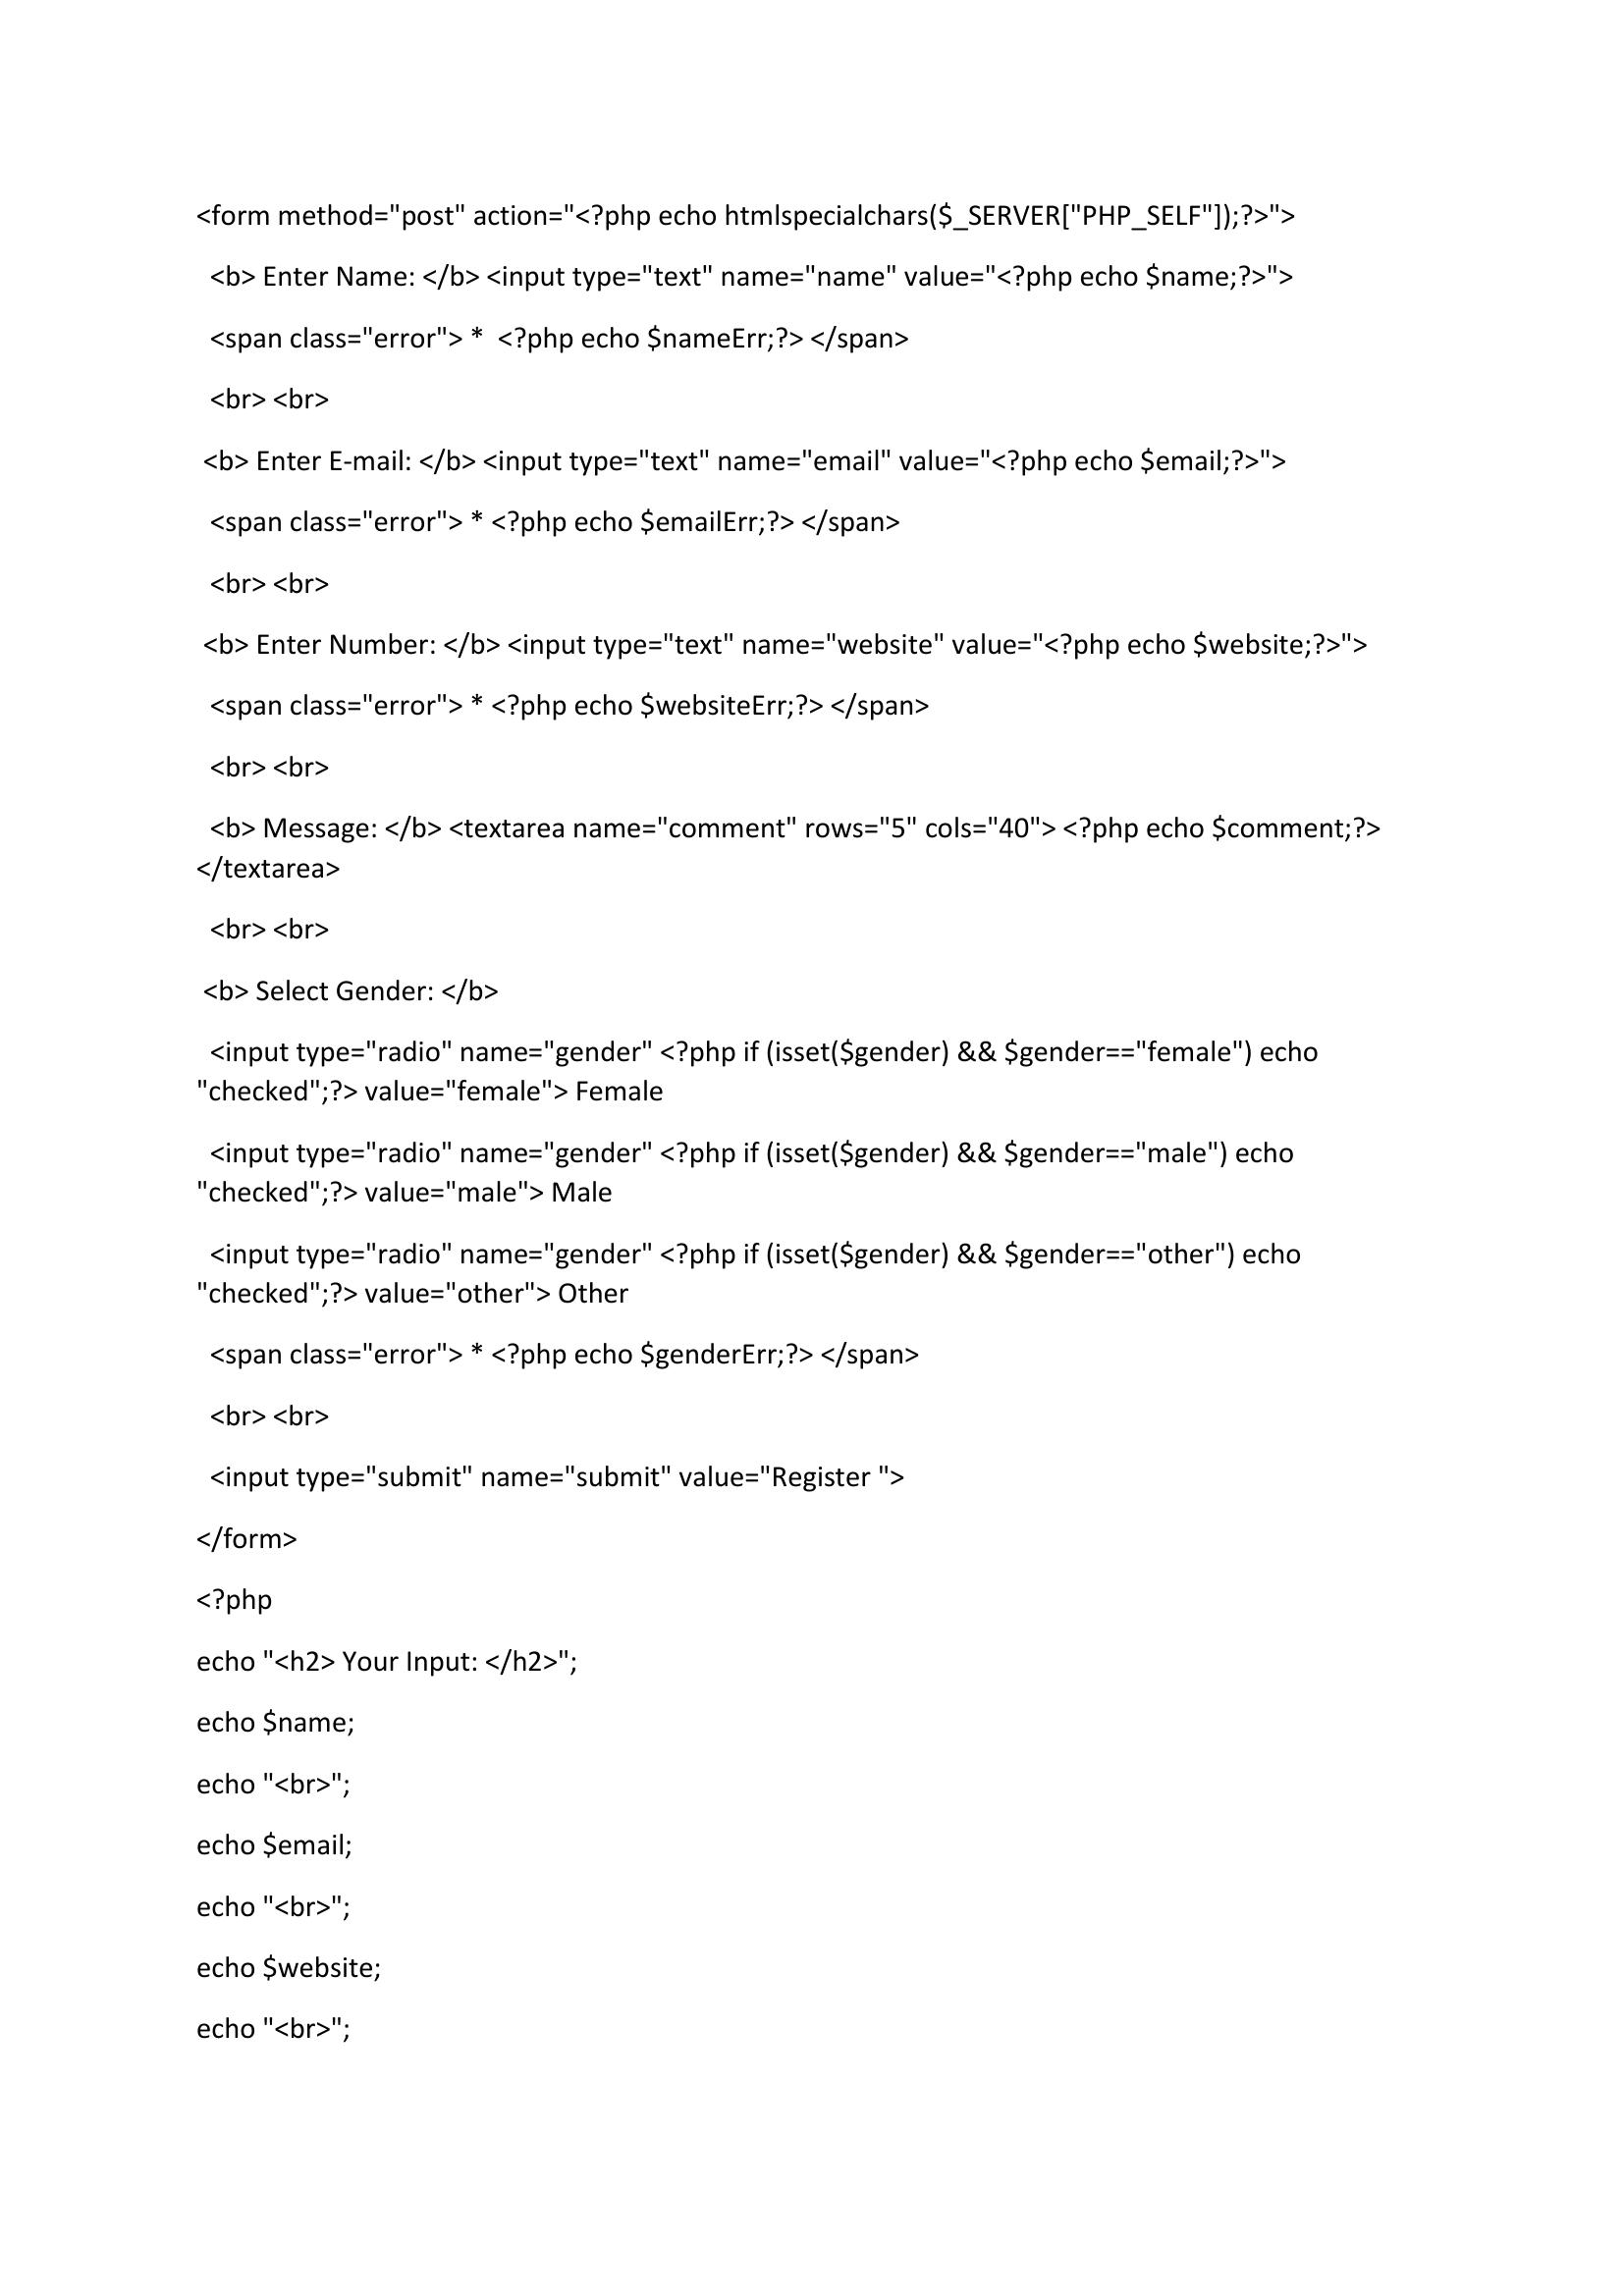 <form method="post" action="<?php echo htmlspecialchars($_SERVER["PHP_SELF"]);?>">
<b> Enter Name: </b> <input type="text" name="name" value="<?php echo $name;?>">
<span class="error"> *  <?php echo $nameErr;?> </span>
<br> <br>
<b> Enter E-mail: </b> <input type="text" name="email" value="<?php echo $email;?>">
<span class="error"> * <?php echo $emailErr;?> </span>
<br> <br>
<b> Enter Number: </b> <input type="text" name="website" value="<?php echo $website;?>">
<span class="error"> * <?php echo $websiteErr;?> </span>
<br> <br>
<b> Message: </b> <textarea name="comment" rows="5" cols="40"> <?php echo $comment;?>
</textarea>
<br> <br>
<b> Select Gender: </b>
<input type="radio" name="gender" <?php if (isset($gender) && $gender=="female") echo
"checked";?> value="female"> Female
<input type="radio" name="gender" <?php if (isset($gender) && $gender=="male") echo
"checked";?> value="male"> Male
<input type="radio" name="gender" <?php if (isset($gender) && $gender=="other") echo
"checked";?> value="other"> Other
<span class="error"> * <?php echo $genderErr;?> </span>
<br> <br>
<input type="submit" name="submit" value="Register ">
</form>
<?php
echo "<h2> Your Input: </h2>";
echo $name;
echo "<br>";
echo $email;
echo "<br>";
echo $website;
echo "<br>";